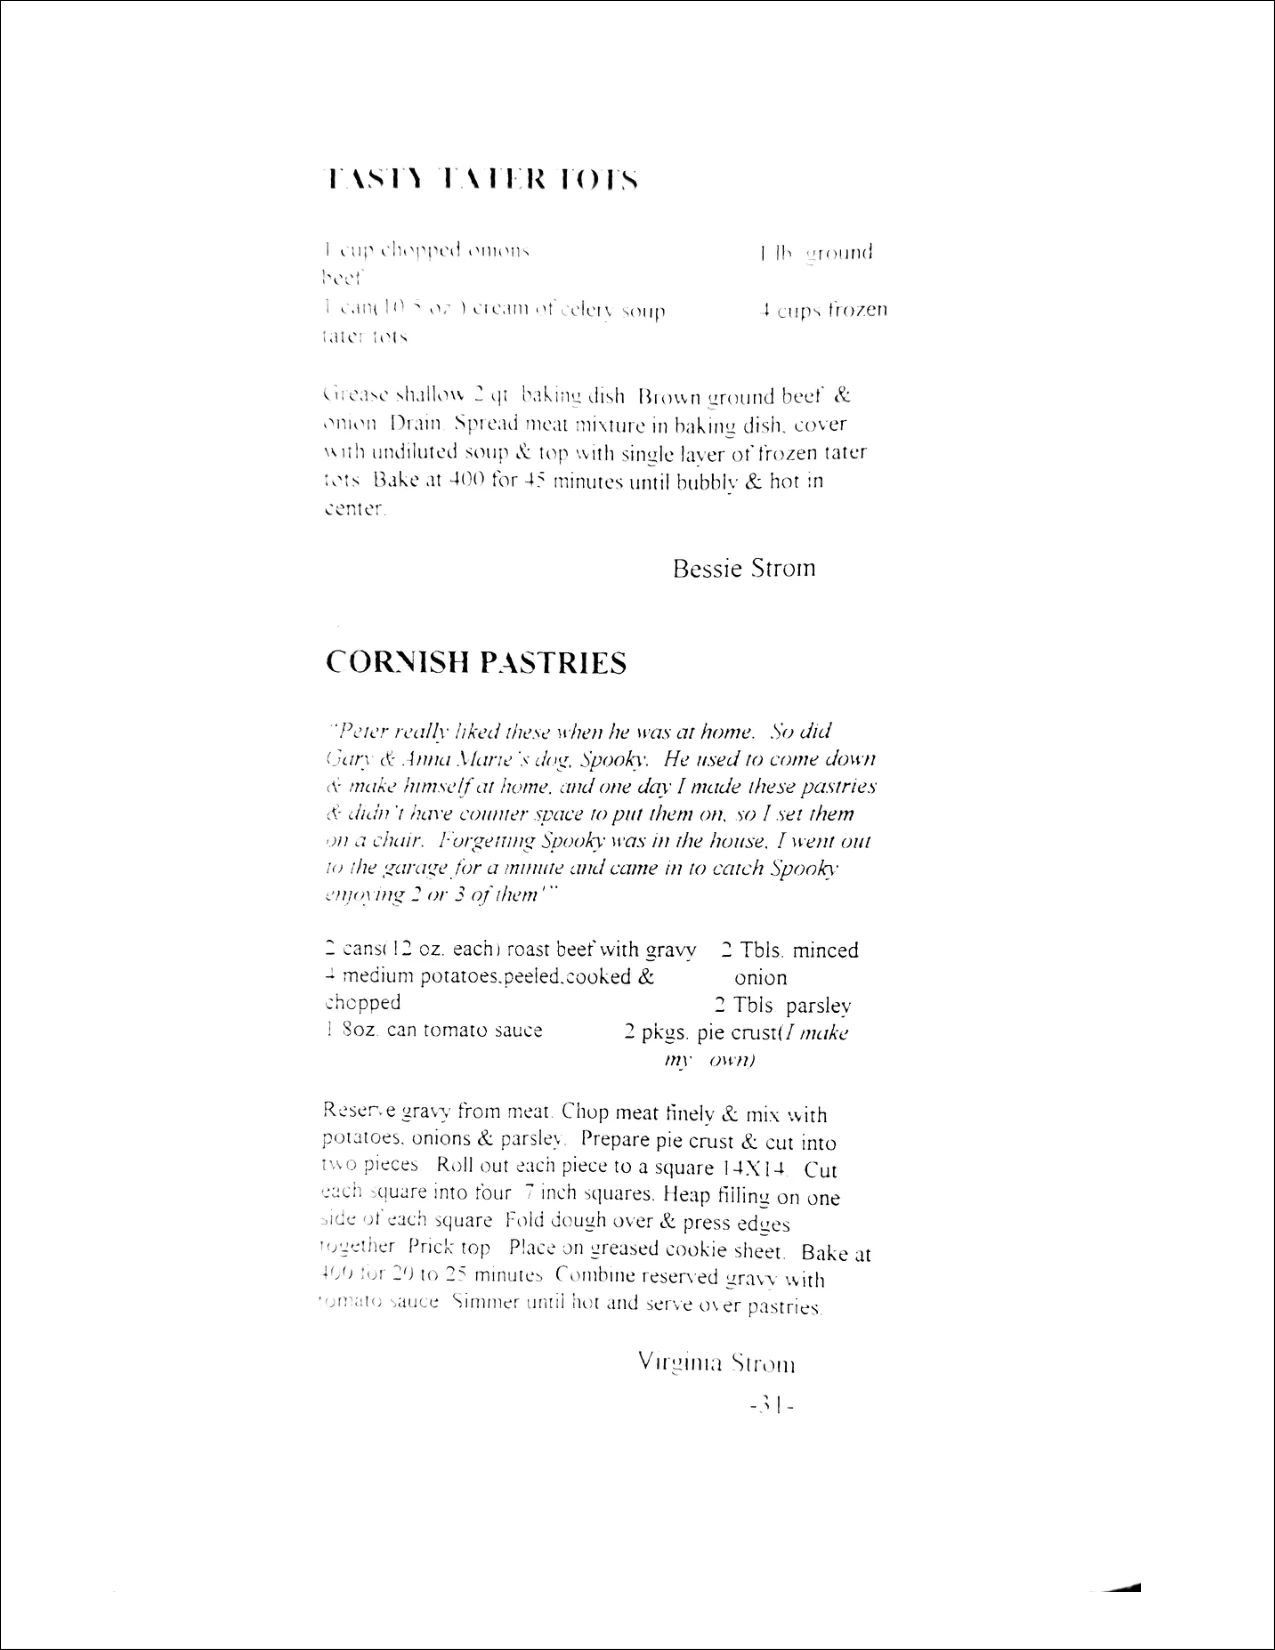 TASTY TATER TOTS
1 cup chopped onions 1 lb. ground
beef
1 can(10.5 oz.) cream of celery soup 4 cups frozen
tater tots
Grease shallow 2 qt. baking dish. Brown ground beef &
onion. Drain. Spread meat mixture in baking dish, cover
with undiluted soup & top with single layer of frozen tater
tots. Bake at 400 for 45 minutes until bubbly & hot in
center.
Bessie Strom
CORNISH PASTRIES
"Peter really liked these when he was at home. So did
Gary & Anna Marie's dog, Spooky. He used to come down
& make himself at home, and one day I made these pastries
& didn't have counter space to put them on, so I set them
on a chair. Forgetting Spooky was in the house, I went out
to the garage for a minute and came in to catch Spooky
enjoying 2 or 3 of them!"
2 cans(12 oz. each) roast beef with gravy 2 Tbls. minced
4 medium potatoes,peeled,cooked & onion
chopped 2 Tbls parsley
1 8oz. can tomato sauce 2 pkgs. pie crust(I make
my own)
Reserve gravy from meat. Chop meat finely & mix with
potatoes, onions & parsley. Prepare pie crust & cut into
two pieces. Roll out each piece to a square 14X14. Cut
each square into four 7 inch squares. Heap filling on one
side of each square. Fold dough over & press edges
together. Prick top. Place on greased cookie sheet. Bake at
400 for 20 to 25 minutes. Combine reserved gravy with
tomato sauce. Simmer until hot and serve over pastries.
Virginia Strom
-31-